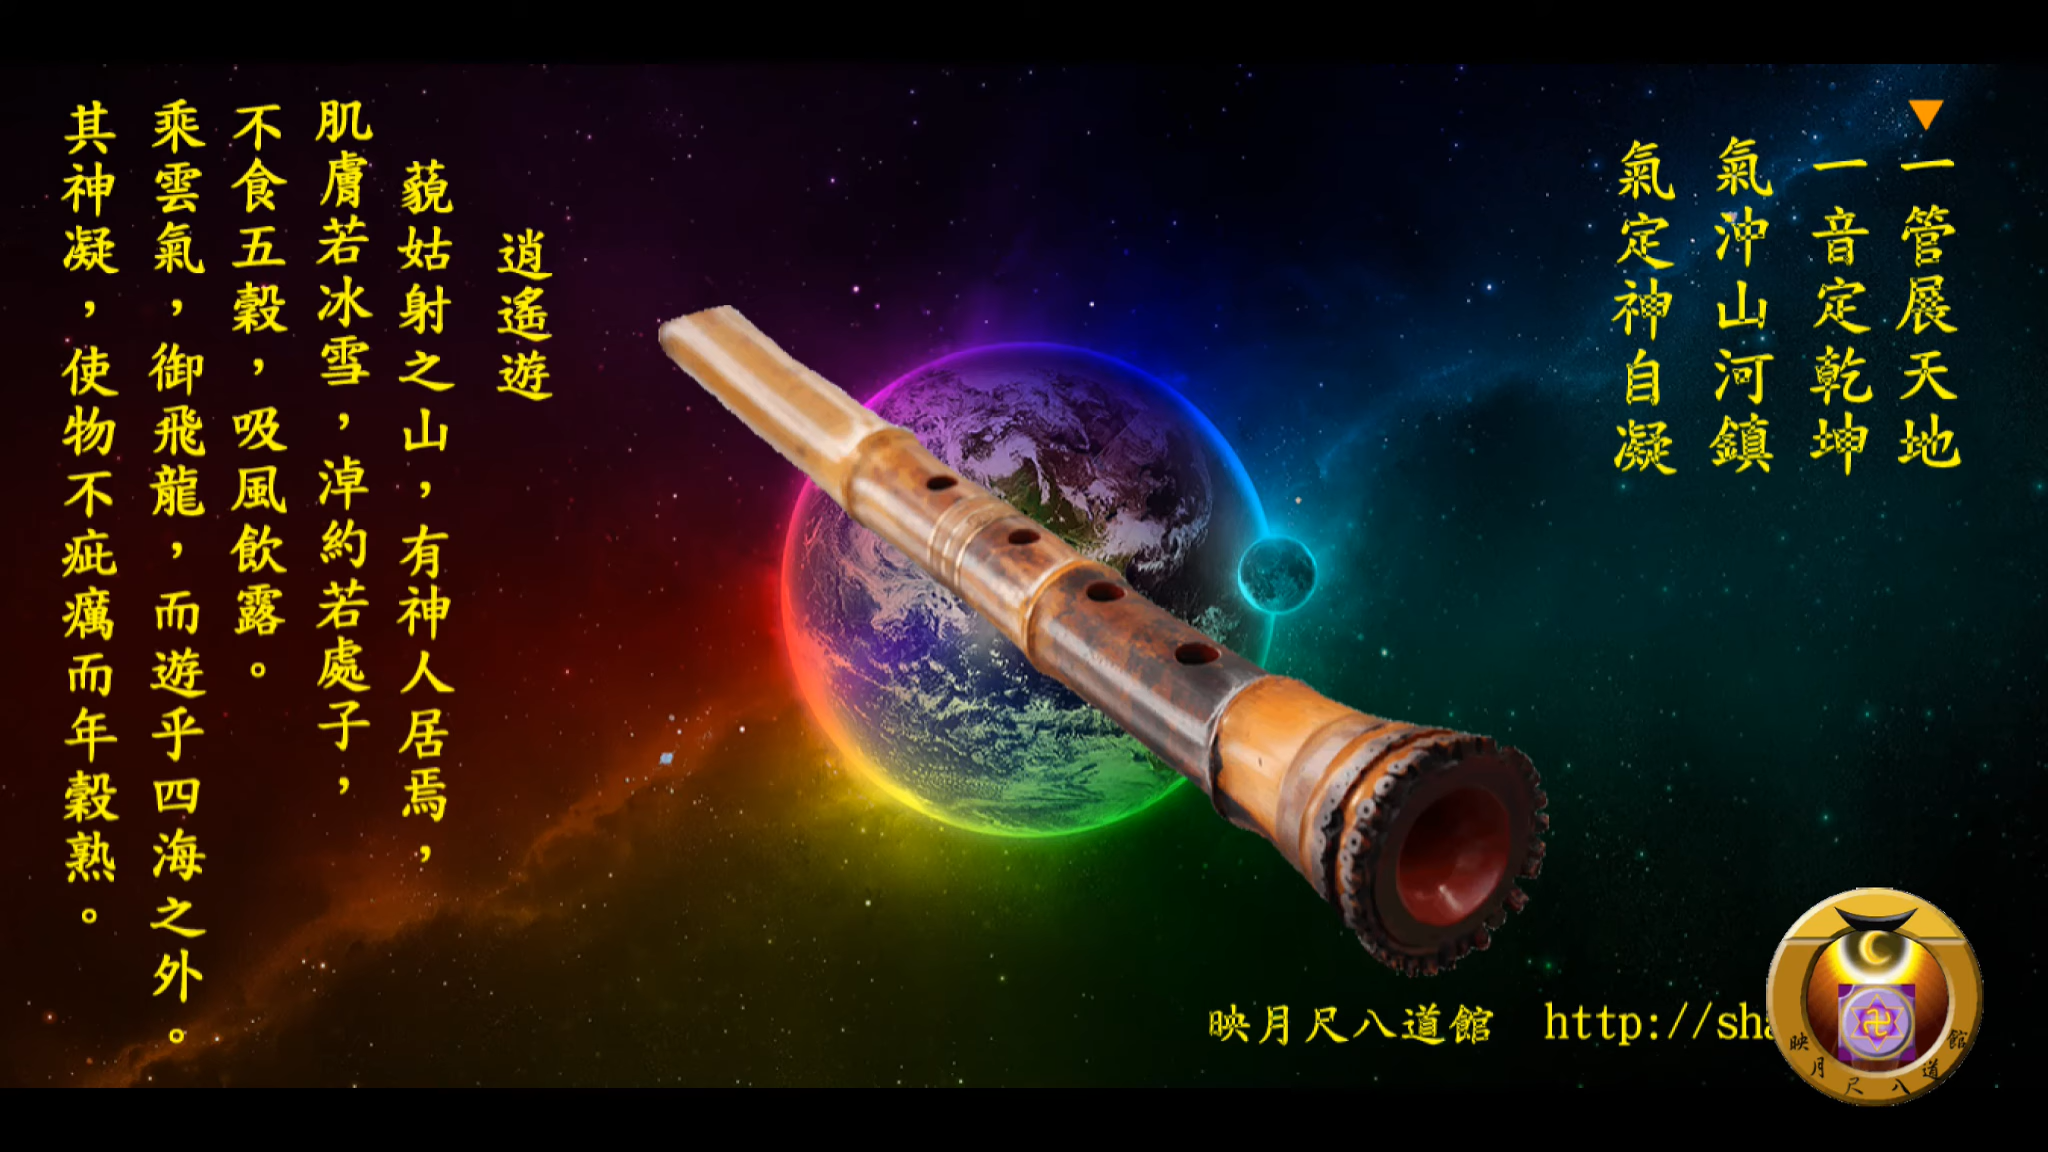 一管展天地
一音定乾坤
氣沖山河鎮
氣定神自凝
逍遙遊
藐姑射之山，有神人居焉，
肌膚若冰雪，淖約若處子，
不食五穀，吸風飲露。
乘雲氣，御飛龍，而遊乎四海之外。
其神凝，使物不疵癘而年穀熟。
映月尺八道館 http://sha
映月尺八道館